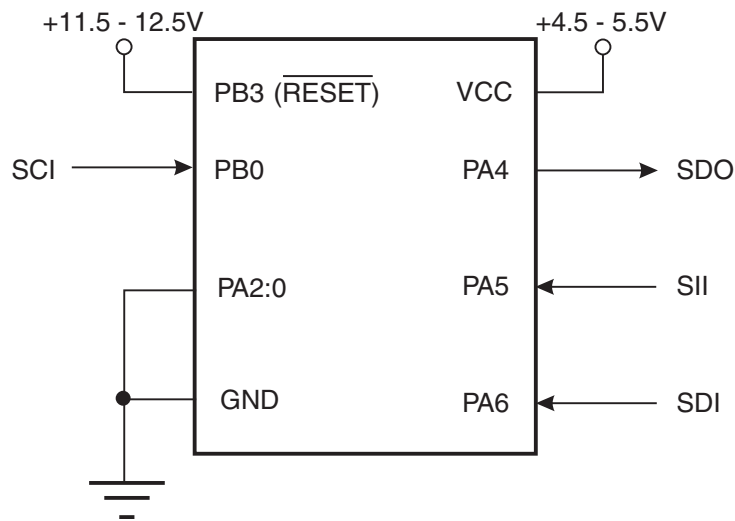 +11.5 - 12.5V
+4.5 - 5.5V
PB3 (RESET)
VCC
SCI
PB0
PA4
SDO
PA2:0
PA5
SII
GND
PA6
SDI